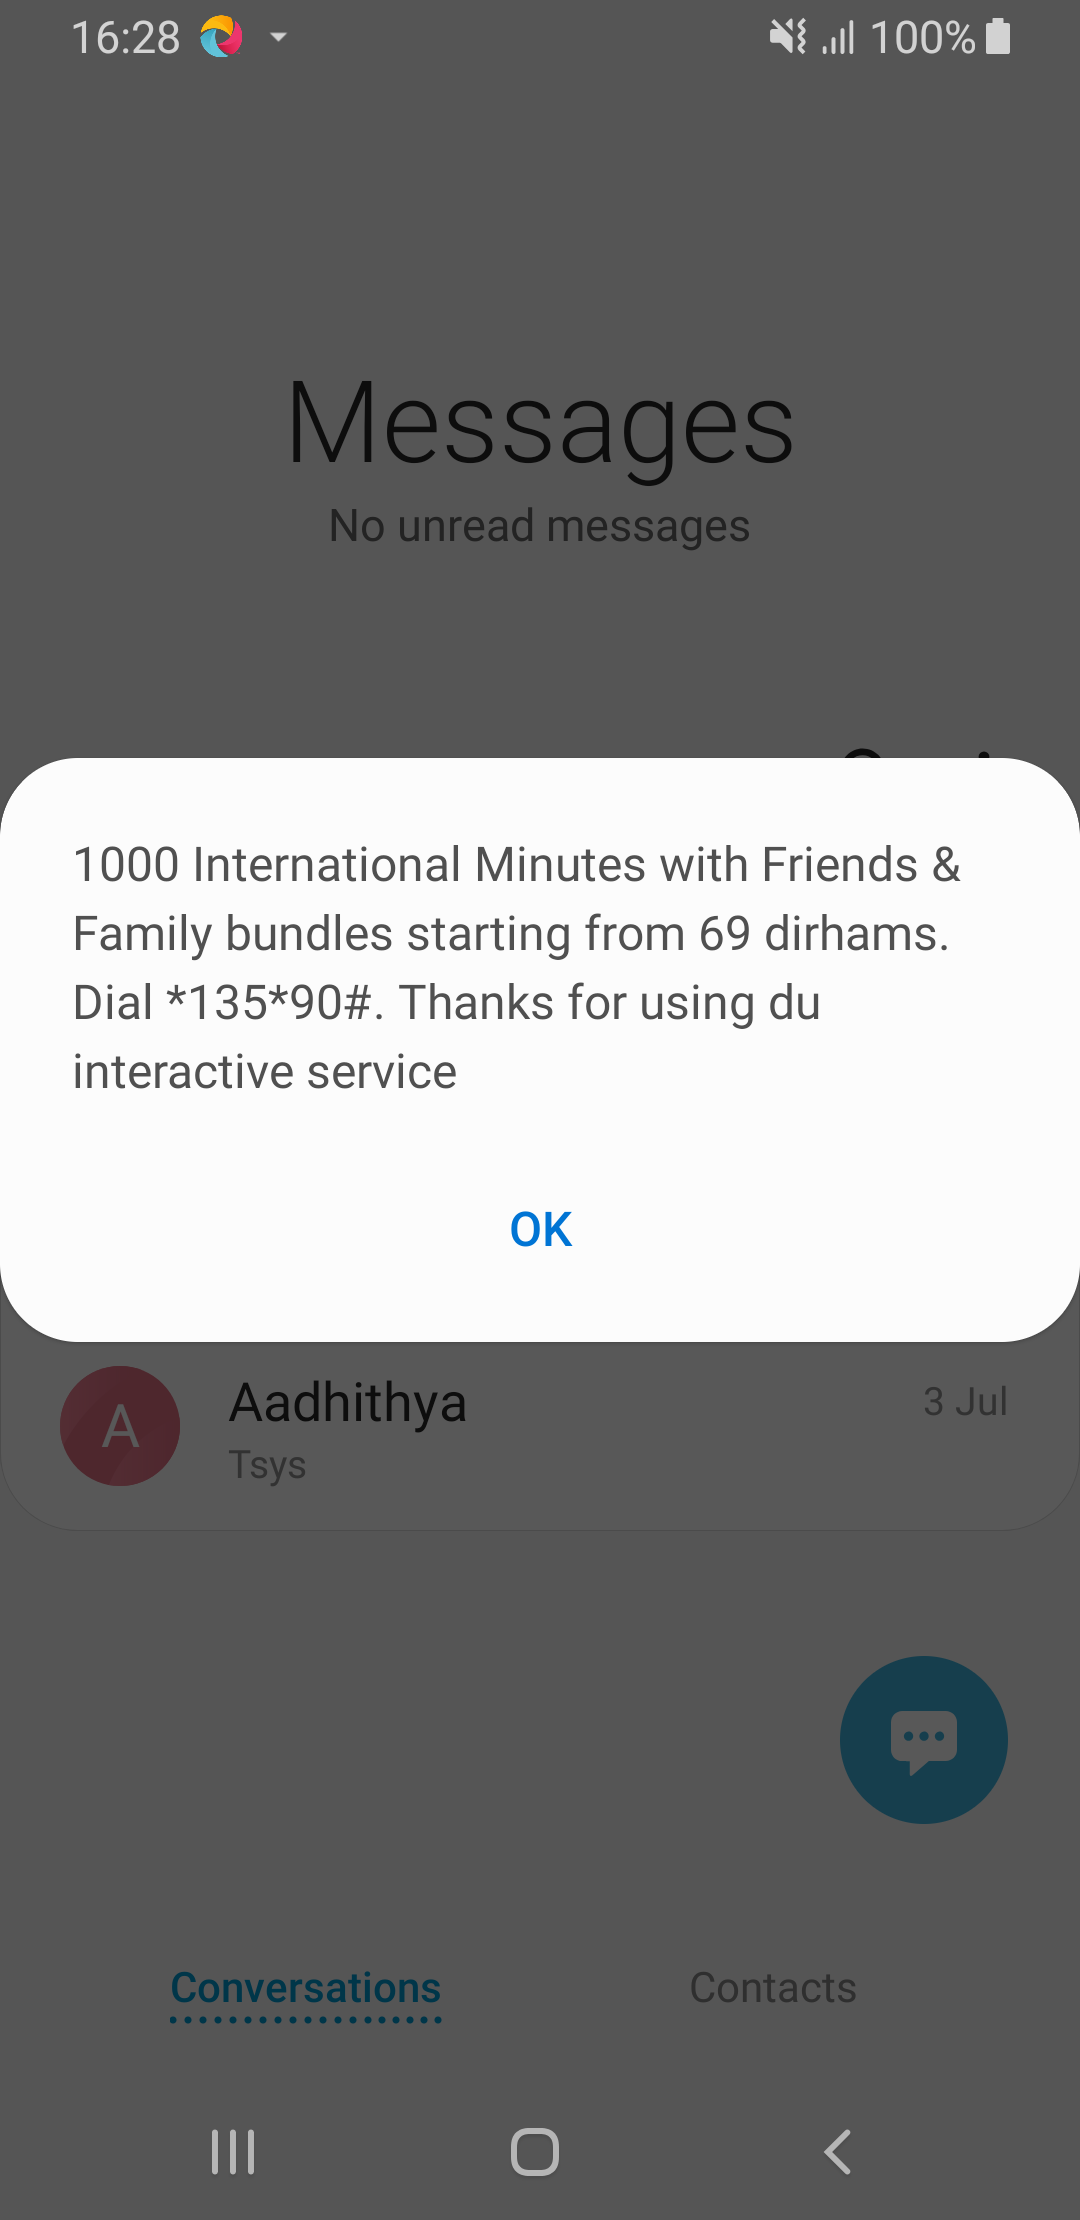 16:28
100%
Messages
No unread messages
1000 International Minutes with Friends &
Family bundles starting from 69 dirhams.
Dial *135*90#. Thanks for using du
interactive service
OK
A
Aadhithya
3 Jul
Tsys
Conversations
Contacts